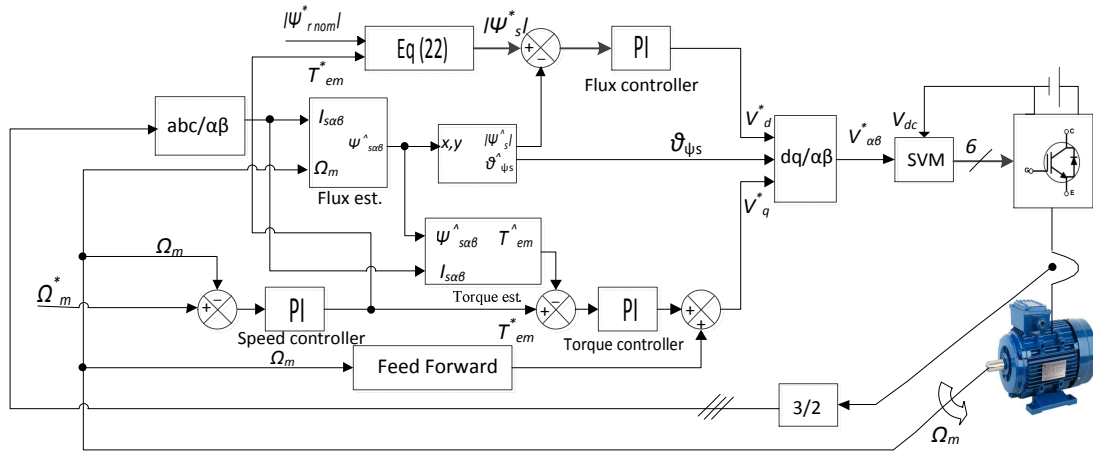 |Ψ*r nom|
T*em
Eq (22)
|Ψ*s|
+
−
PI
Flux controller
V*d
abc/αβ
Isαβ
Ψ^sαβ
Ωm
Flux est.
x,y
|Ψ^s|
ϑ^ψs
ϑψs
dq/αβ
V*αβ
Vdc
SVM
6
C
G
E
V*q
Ψ^sαβ
T^em
Isαβ
Torque est.
Ωm
Ω*m
+
−
PI
Speed controller
T*em
+
−
PI
Torque controller
+
+
Ωm
Feed Forward
3/2
Ωm